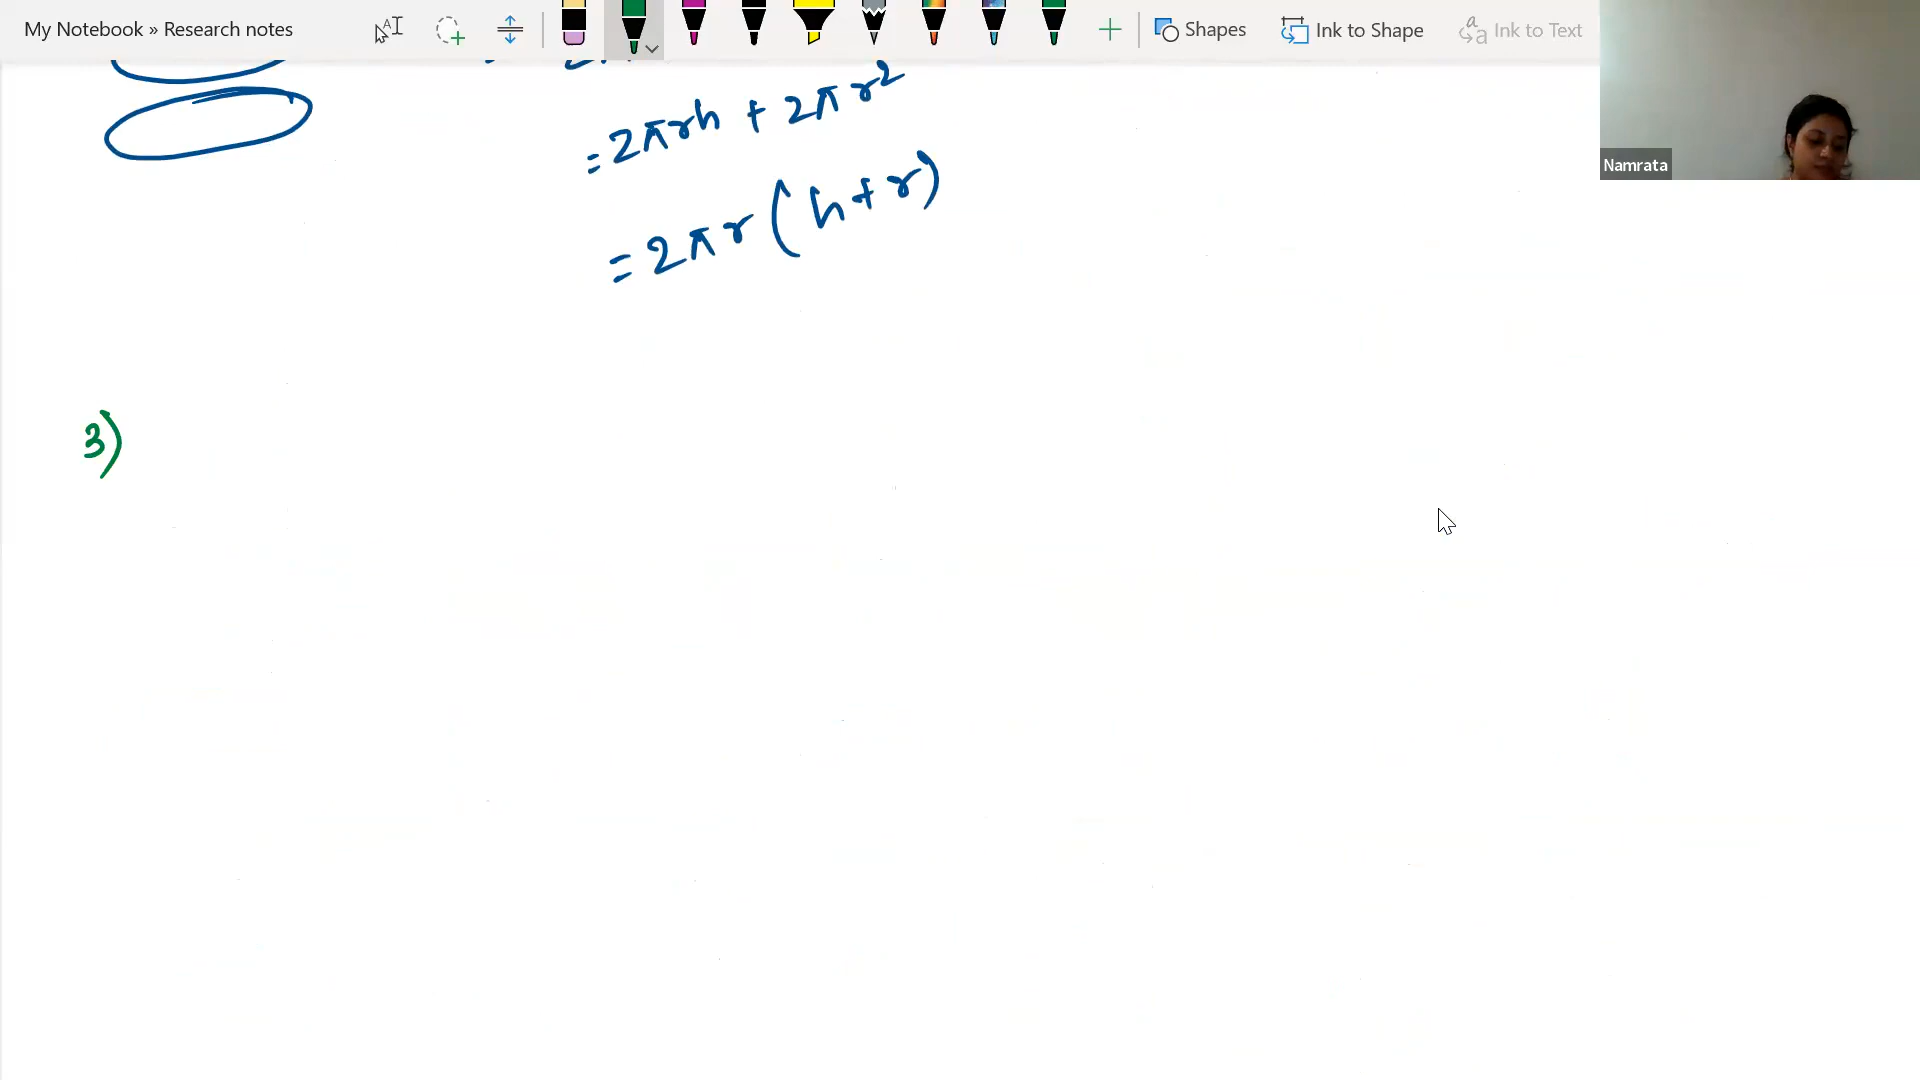 My Notebook » Research notes
Shapes
Ink to Shape
Ink to Text
Namrata
= 2πrh + 2πr²
= 2πr (h+r)
3)